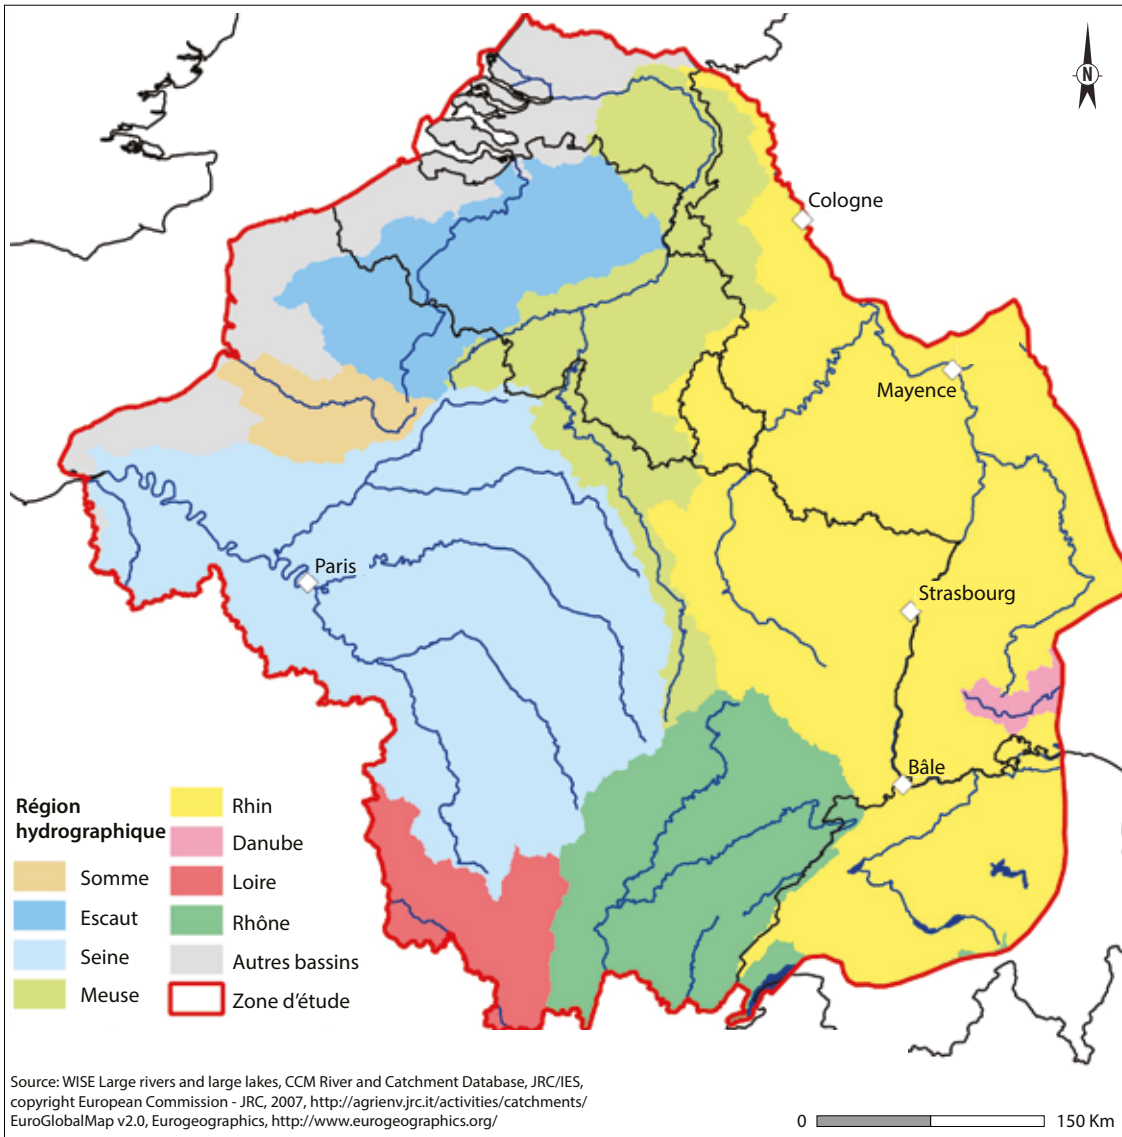 N
Cologne
Mayence
Paris
Strasbourg
Bâle
Région
hydrographique
Somme
Escaut
Seine
Meuse
Rhin
Danube
Loire
Rhône
Autres bassins
Zone d'étude
Source: WISE Large rivers and large lakes, CCM River and Catchment Database, JRC/IES,
copyright European Commission - JRC, 2007, http://agrienv.jrc.it/activities/catchments/
EuroGlobalMap v2.0, Eurogeographics, http://www.eurogeographics.org/
0 150 Km